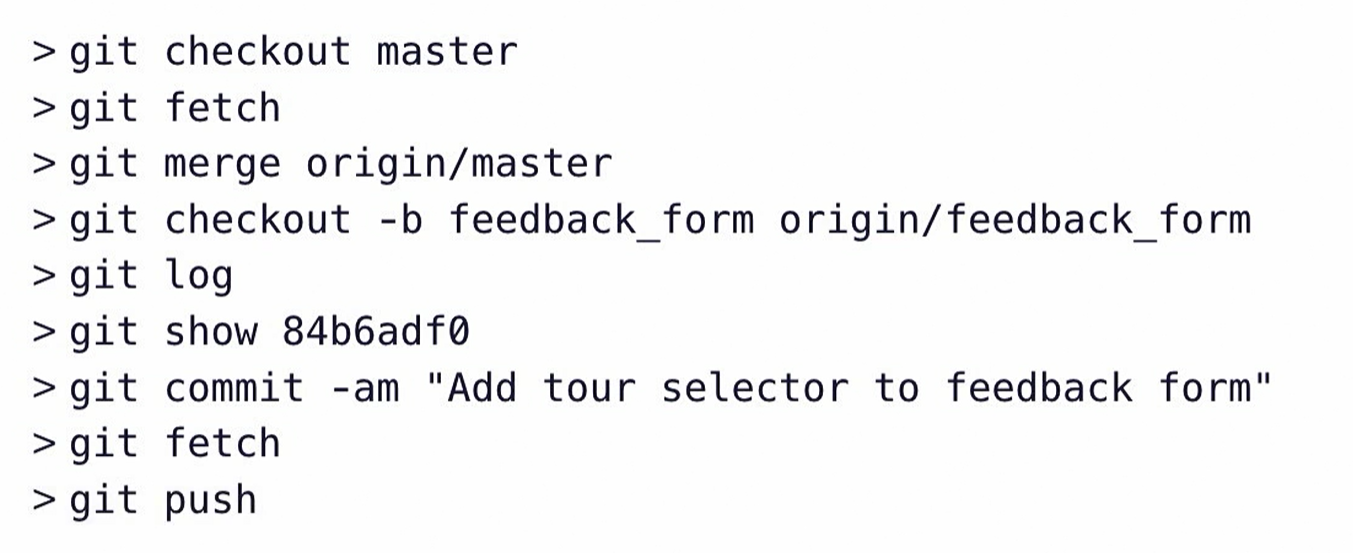 > git checkout master
> git fetch
> git merge origin/master
> git checkout -b feedback_form origin/feedback_form
> git log
> git show 84b6adf0
> git commit -am "Add tour selector to feedback form"
> git fetch
> git push